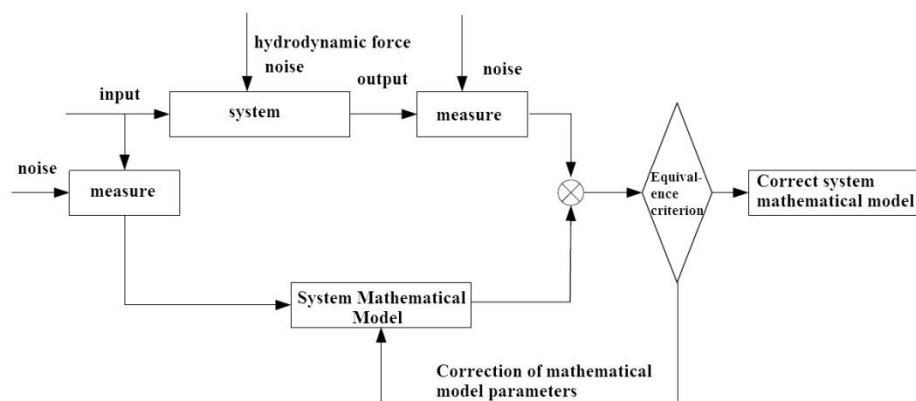 hydrodynamic force
noise
noise
input
output
system
measure
noise
measure
Equival-
ence
criterion
Correct system
mathematical model
System Mathematical
Model
Correction of mathematical
model parameters